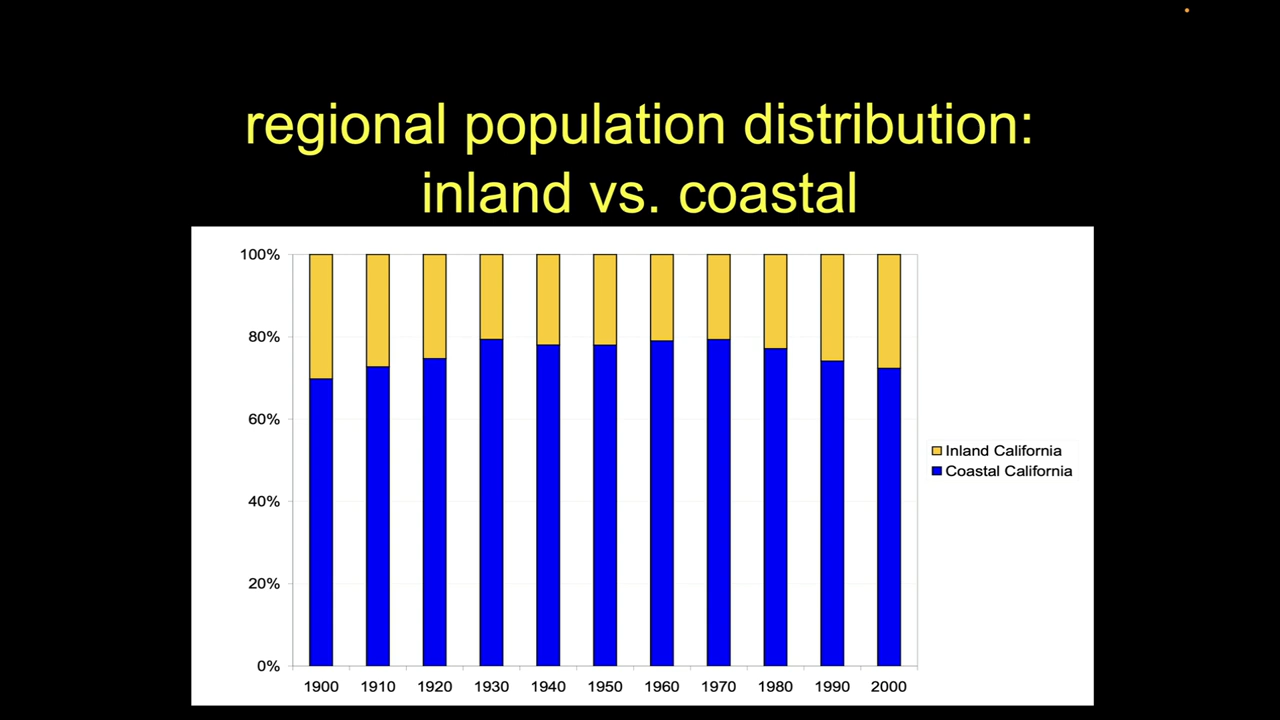 regional population distribution:
inland vs. coastal
100%
80%
60%
40%
20%
0%
1900 1910 1920 1930 1940 1950 1960 1970 1980 1990 2000
Inland California
Coastal California